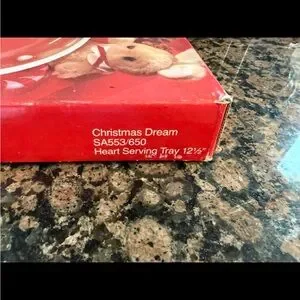 Christmas Dream
SA553/650
Heart Serving Tray 12½"